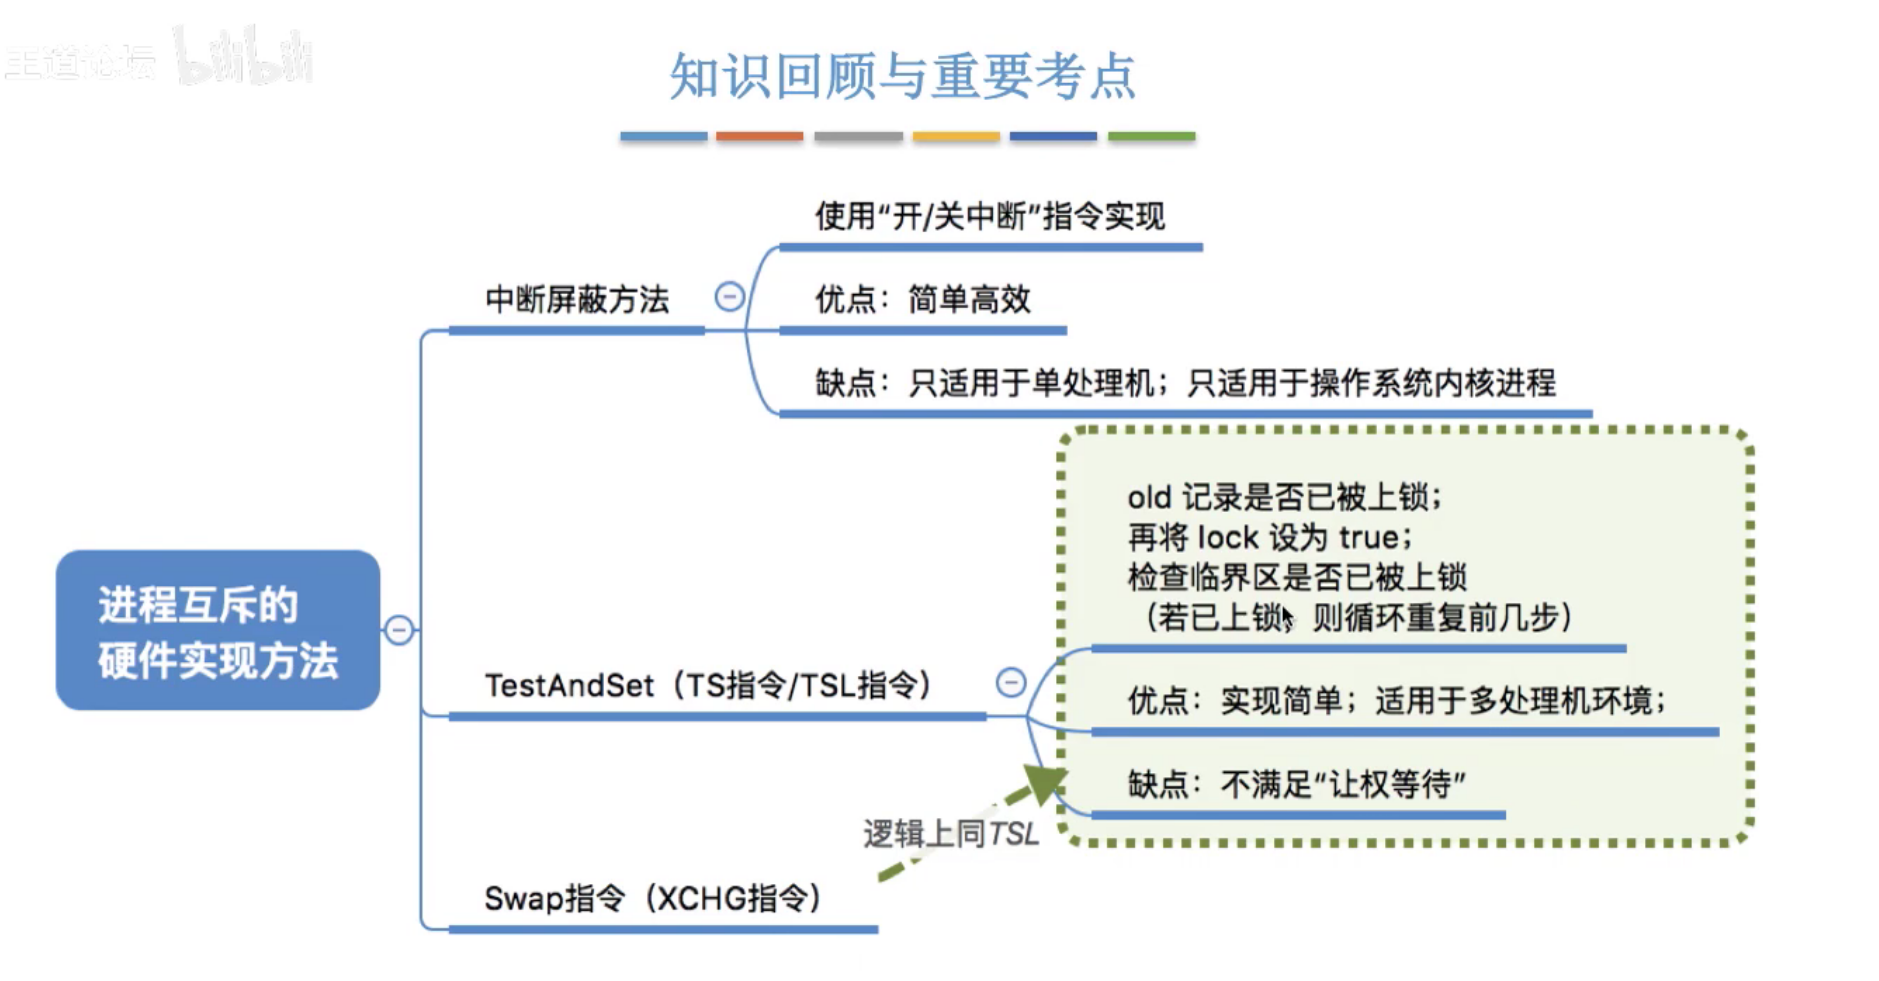 王道论坛 bilibili
知识回顾与重要考点
使用“开/关中断”指令实现
中断屏蔽方法
优点：简单高效
缺点：只适用于单处理机；只适用于操作系统内核进程
进程互斥的
硬件实现方法
old 记录是否已被上锁；
再将 lock 设为 true；
检查临界区是否已被上锁
（若已上锁，则循环重复前几步）
TestAndSet（TS指令/TSL指令）
优点：实现简单；适用于多处理机环境；
缺点：不满足“让权等待”
逻辑上同TSL
Swap指令（XCHG指令）